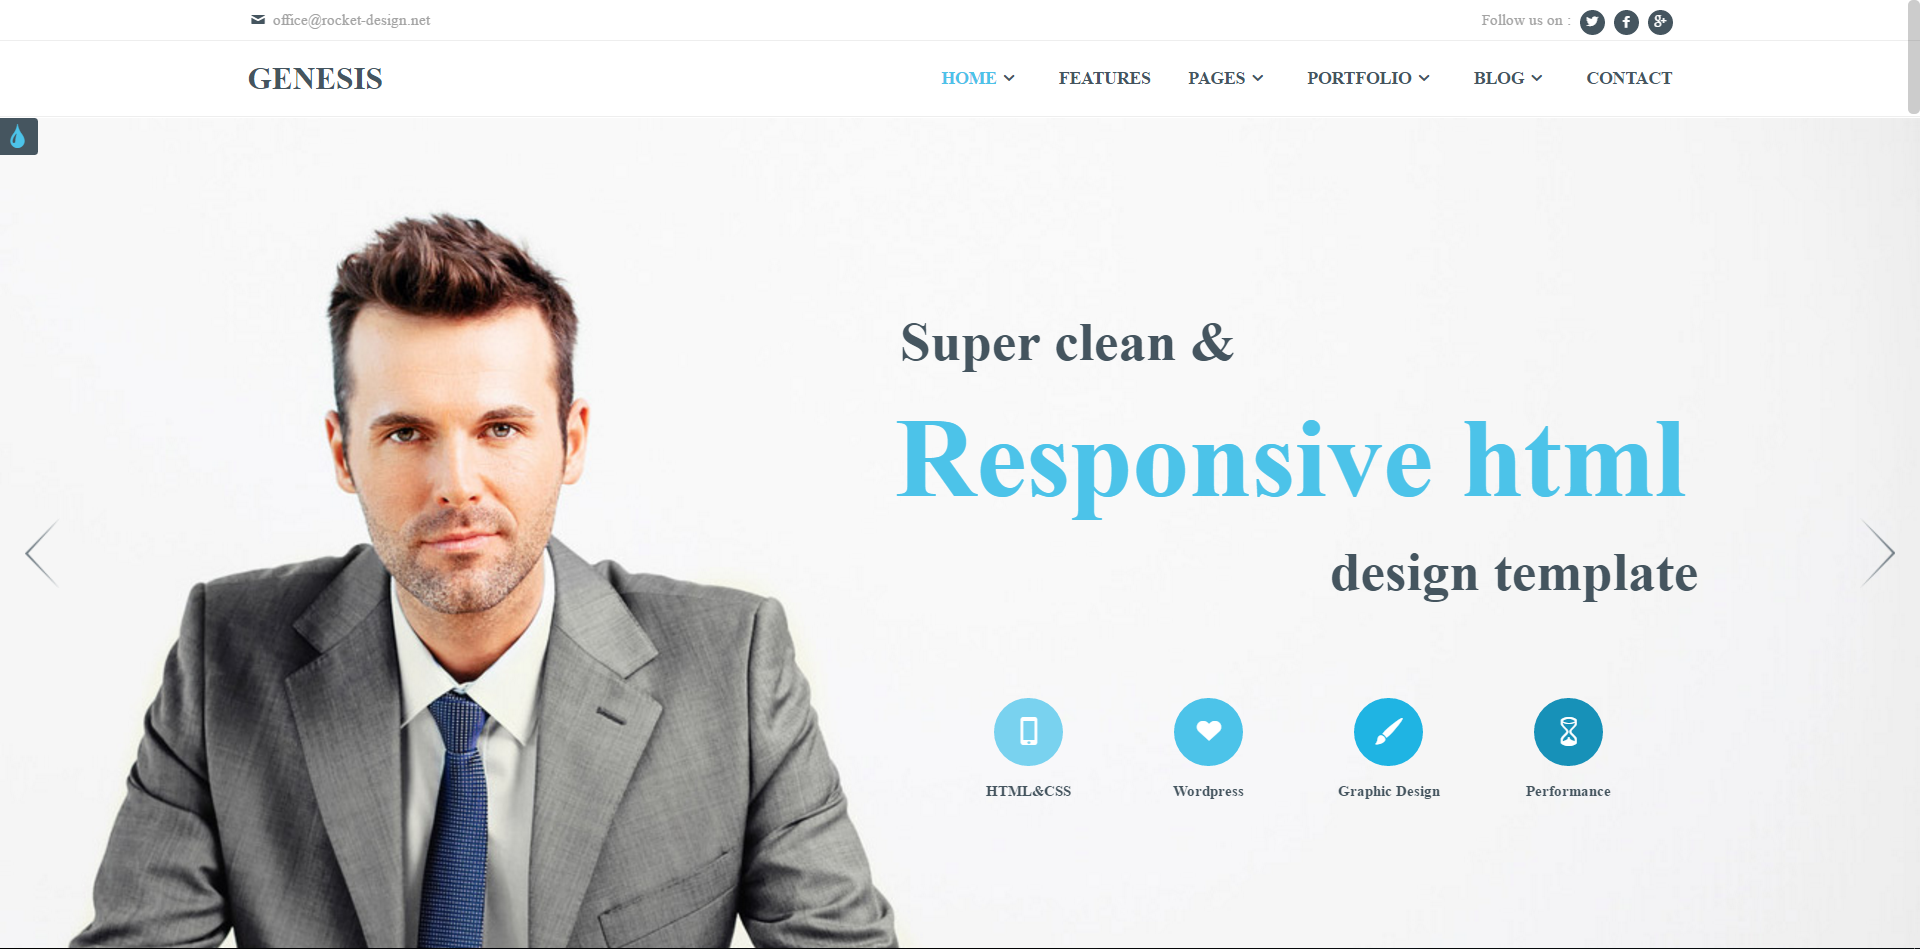 office@rocket-design.net
Follow us on :
GENESIS
HOME FEATURES PAGES PORTFOLIO BLOG CONTACT
Super clean &
Responsive html
design template
HTML&CSS Wordpress Graphic Design Performance